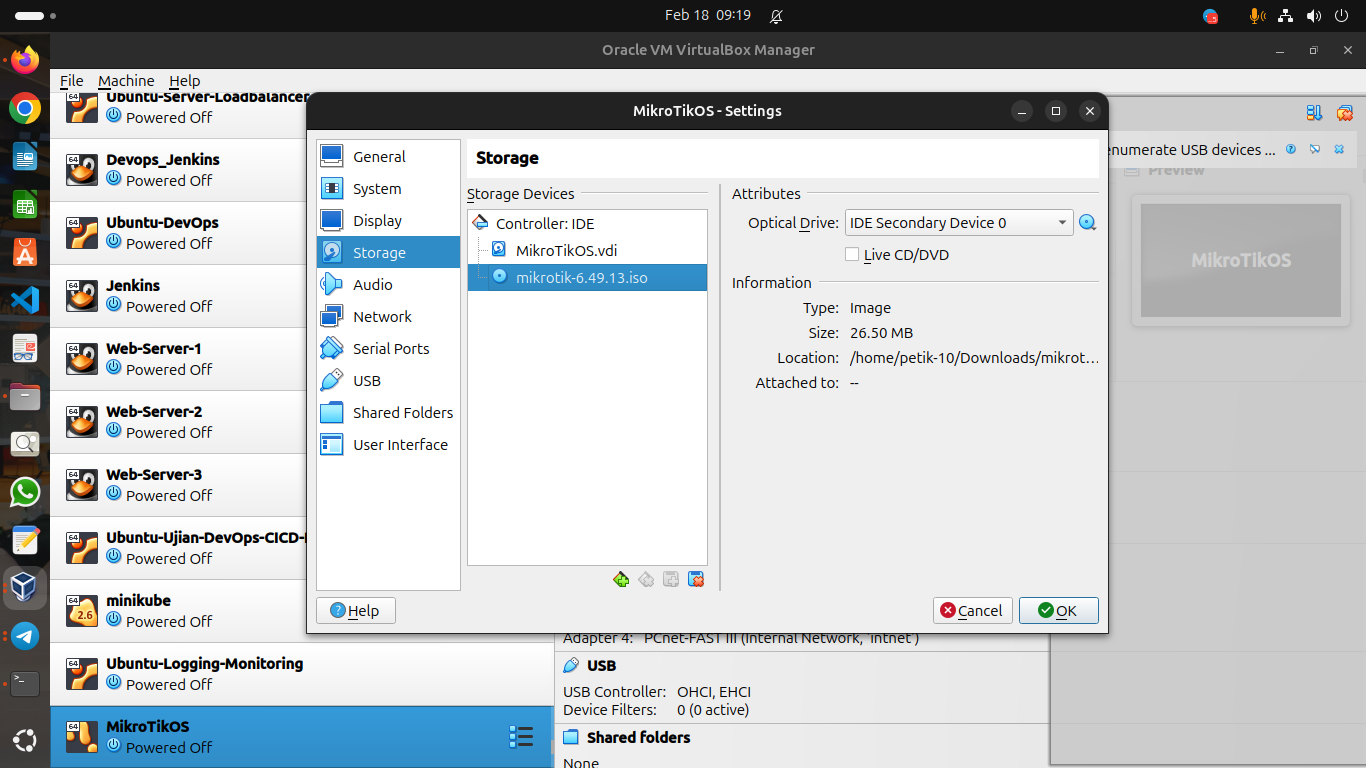 Feb 18 09:19
Oracle VM VirtualBox Manager
File Machine Help
Ubuntu-Server-Loadbalancer
64
Powered Off
64
Devops_Jenkins
Powered Off
64
Ubuntu-DevOps
Powered Off
64
Jenkins
Powered Off
64
Web-Server-1
Powered Off
64
Web-Server-2
Powered Off
64
Web-Server-3
Powered Off
64
Ubuntu-Ujian-DevOps-CICD-
Powered Off
64
2.6
minikube
Powered Off
64
Ubuntu-Logging-Monitoring
Powered Off
64
MikroTikOS
Powered Off
MikroTikOS - Settings
General
System
Display
Storage
Audio
Network
Serial Ports
USB
Shared Folders
User Interface
Storage
Storage Devices
Controller: IDE
MikroTikOS.vdi
mikrotik-6.49.13.iso
Attributes
Optical Drive: IDE Secondary Device 0
Live CD/DVD
Information
Type: Image
Size: 26.50 MB
Location: /home/petik-10/Downloads/mikrot...
Attached to: --
Help
Cancel
OK
enumerate USB devices ...
Preview
MikroTikOS
Adapter 4: PCnet-FAST III (Internal Network, 'intnet')
USB
USB Controller: OHCI, EHCI
Device Filters: 0 (0 active)
Shared folders
None